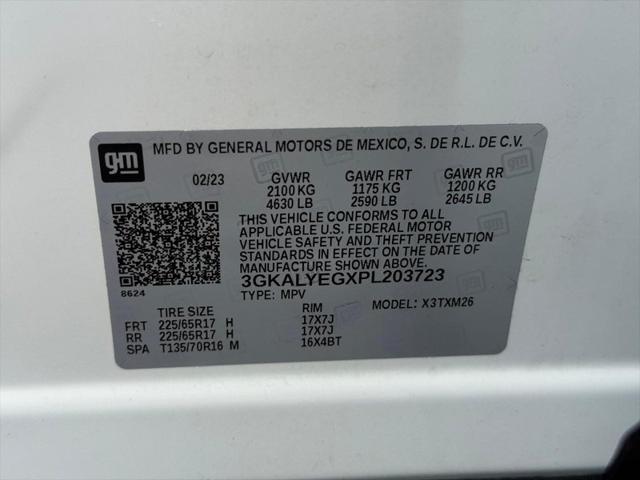 gm
MFD BY GENERAL MOTORS DE MEXICO, S. DE R.L. DE C.V.
02/23 GVWR GAWR FRT GAWR RR
2100 KG 1175 KG 1200 KG
4630 LB 2590 LB 2645 LB
THIS VEHICLE CONFORMS TO ALL
APPLICABLE U.S. FEDERAL MOTOR
VEHICLE SAFETY AND THEFT PREVENTION
STANDARDS IN EFFECT ON THE DATE OF
MANUFACTURE SHOWN ABOVE.
3GKALYEGXPL203723
8624
TYPE: MPV MODEL: X3TXM26
TIRE SIZE RIM
FRT 225/65R17 H 17X7J
RR 225/65R17 H 17X7J
SPA T135/70R16 M 16X4BT